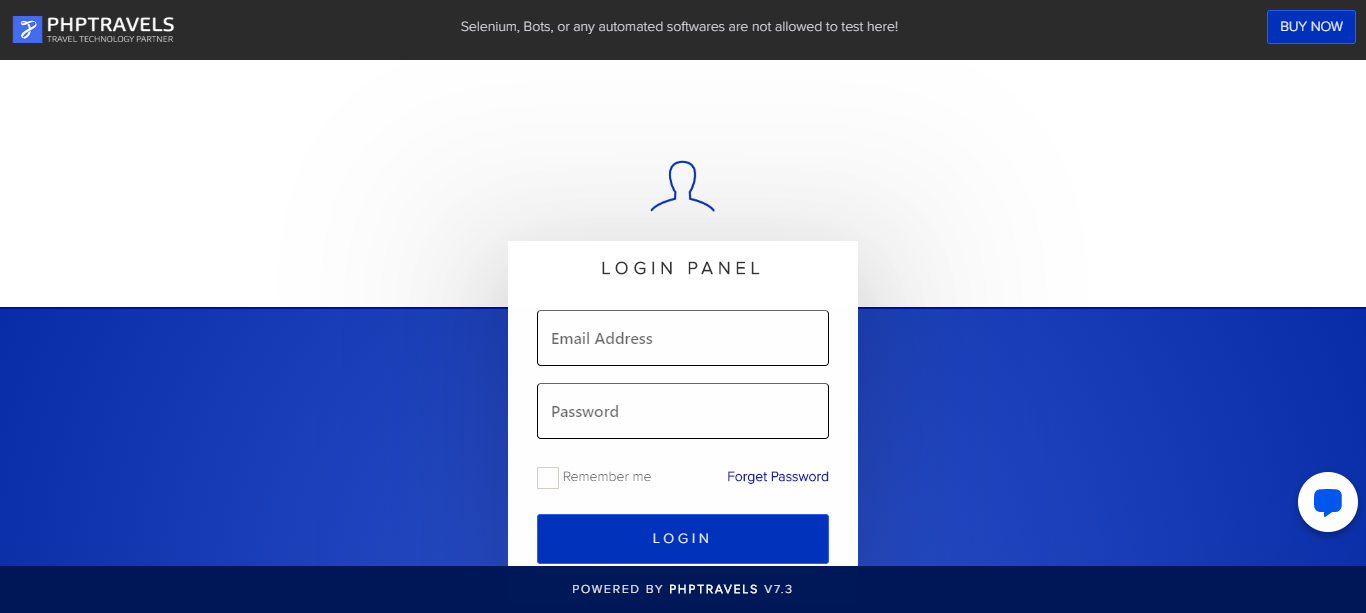 PHPTRAVELS
TRAVEL TECHNOLOGY PARTNER
Selenium, Bots, or any automated softwares are not allowed to test here!
BUY NOW
LOGIN PANEL
Email Address
Password
Remember me
Forget Password
LOGIN
POWERED BY PHPTRAVELS V7.3